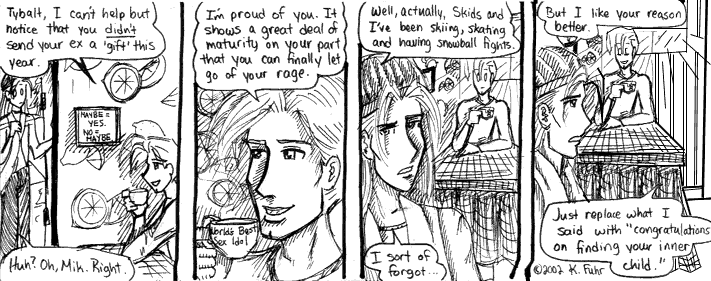 Tybalt, I can't help but
notice that you didn't
send your ex a 'gift' this
year.
MAYBE =
YES.
NO =
MAYBE
Huh? Oh, Mik. Right.
I'm proud of you. It
shows a great deal of
maturity on your part
that you can finally let
go of your rage.
World's Best
Sex Idol
Well, actually, Skids and
I've been skiing, skating
and having snowball fights.
I sort of
forgot...
But I like your reason
better.
Just replace what I
said with "congratulations
on finding your inner
child."
©2002 K. Fuhr